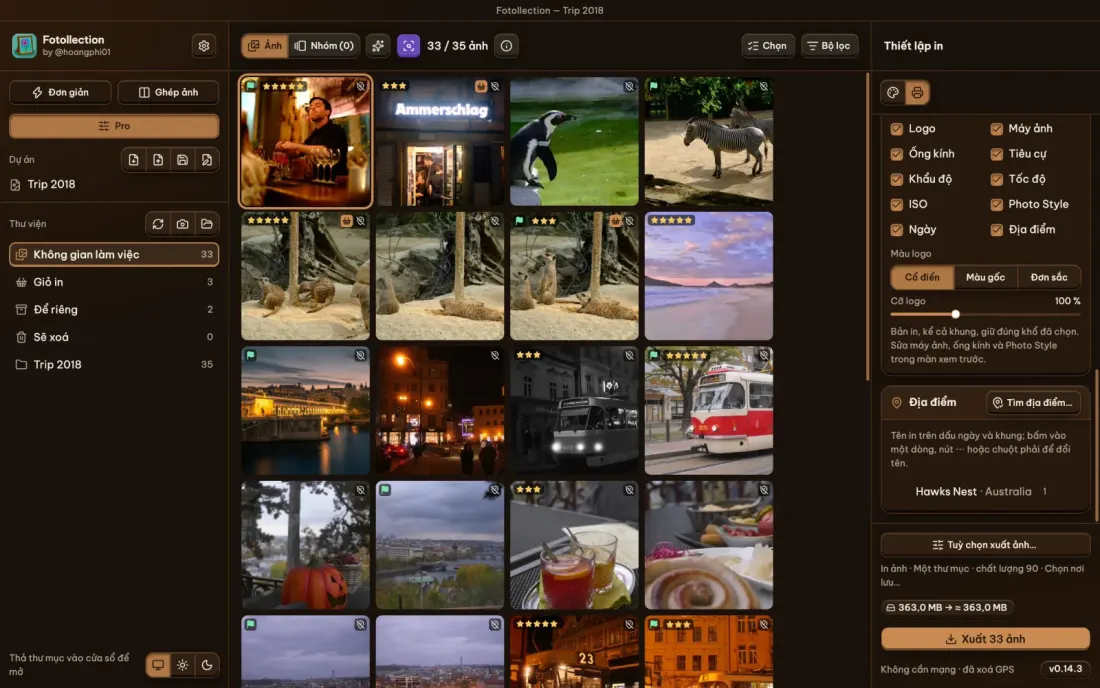 Fotollection — Trip 2018
Fotollection
by @hoangphi01
Đơn giản
Ghép ảnh
Pro
Dự án
Trip 2018
Thư viện
Không gian làm việc 33
Giỏ in 3
Để riêng 2
Sẽ xoá 0
Trip 2018 35
Thả thư mục vào cửa sổ để
mở
Ảnh
Nhóm (0)
33 / 35 ảnh
Chọn
Bộ lọc
Ammerschlag
23
Thiết lập in
Logo
Máy ảnh
Ống kính
Tiêu cự
Khẩu độ
Tốc độ
ISO
Photo Style
Ngày
Địa điểm
Màu logo
Cổ điển
Màu gốc
Đơn sắc
Cỡ logo 100 %
Bản in, kể cả khung, giữ đúng khổ đã chọn.
Sửa máy ảnh, ống kính và Photo Style
trong màn xem trước.
Địa điểm
Tìm địa điểm...
Tên in trên dấu ngày và khung; bấm vào
một dòng, nút ··· hoặc chuột phải để đổi
tên.
Hawks Nest · Australia 1
Tuỳ chọn xuất ảnh...
In ảnh · Một thư mục · chất lượng 90 · Chọn nơi
lưu...
363,0 MB → ≈ 363,0 MB
Xuất 33 ảnh
Không cần mạng · đã xoá GPS
v0.14.3